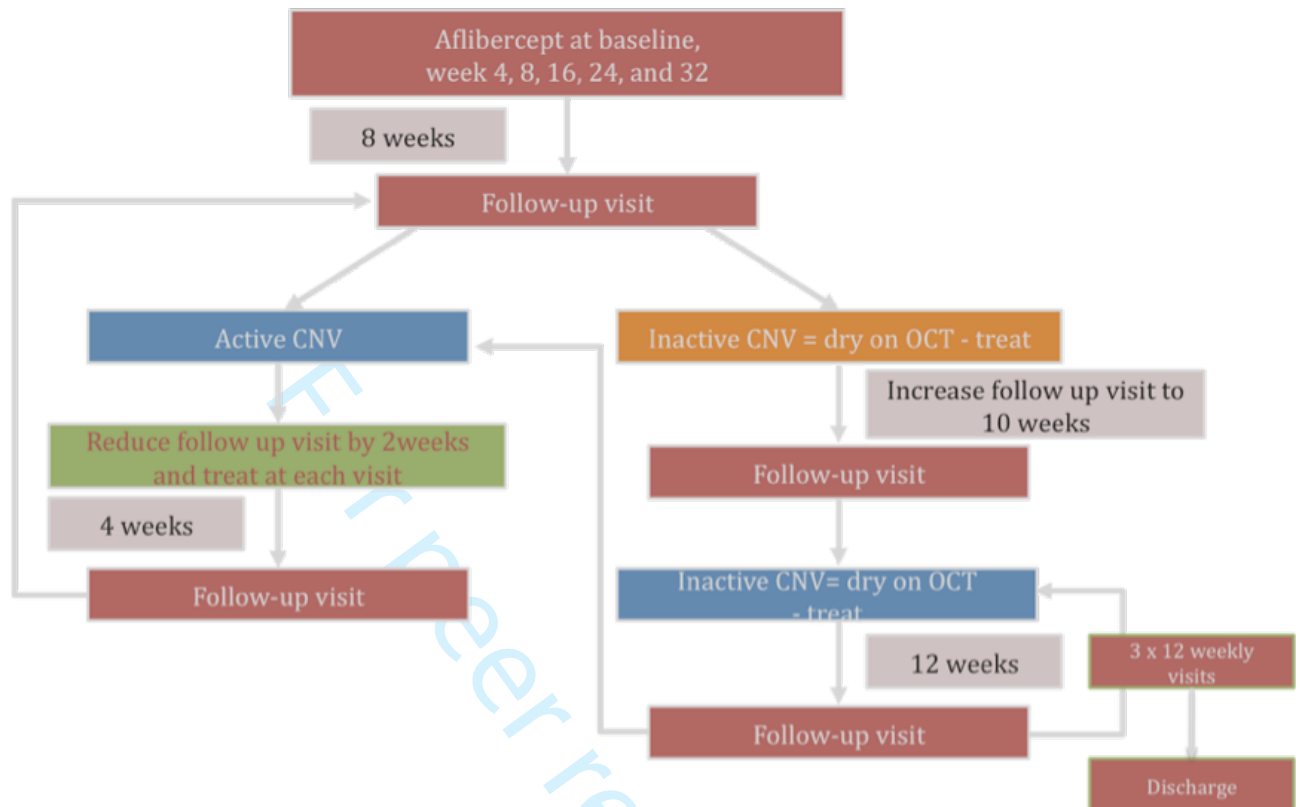 Aflibercept at baseline,
week 4, 8, 16, 24, and 32
8 weeks
Follow-up visit
Active CNV
Inactive CNV = dry on OCT - treat
Increase follow up visit to
10 weeks
Reduce follow up visit by 2weeks
and treat at each visit
Follow-up visit
4 weeks
Follow-up visit
Inactive CNV= dry on OCT
- treat
12 weeks
3 x 12 weekly
visits
Follow-up visit
Discharge
F r peer re